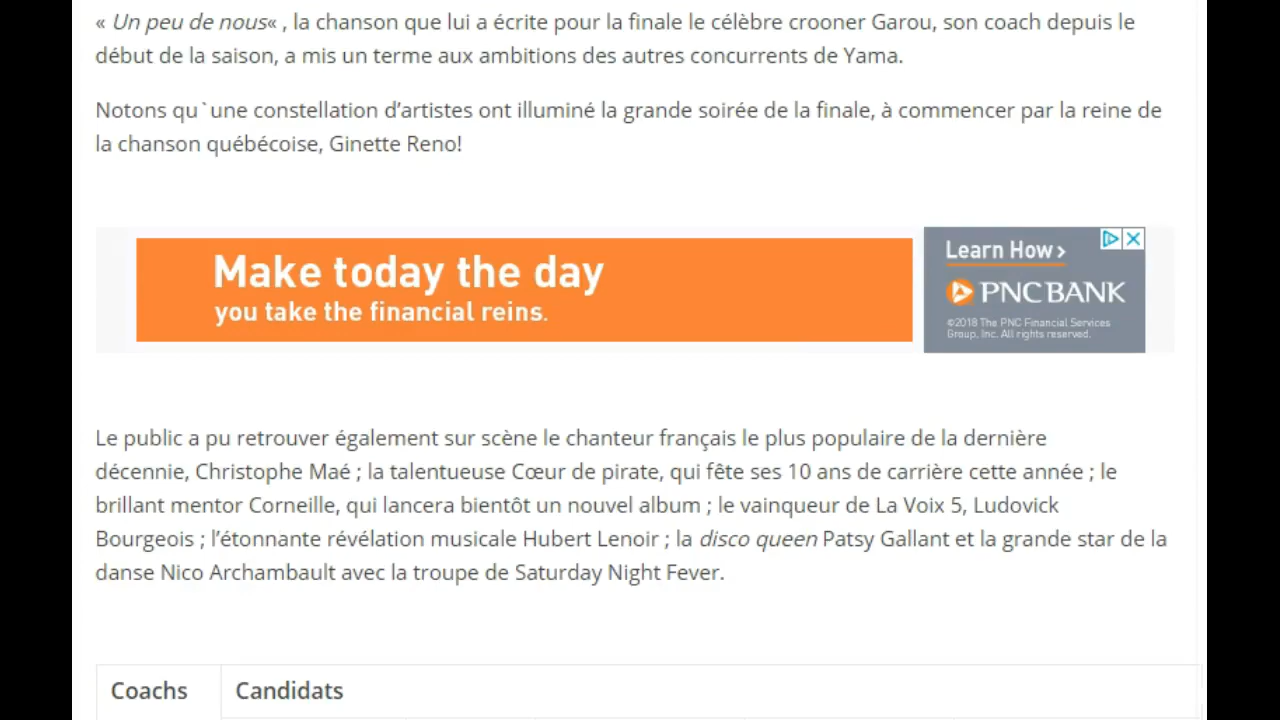 « Un peu de nous« , la chanson que lui a écrite pour la finale le célèbre crooner Garou, son coach depuis le
début de la saison, a mis un terme aux ambitions des autres concurrents de Yama.
Notons qu`une constellation d’artistes ont illuminé la grande soirée de la finale, à commencer par la reine de
la chanson québécoise, Ginette Reno!
Make today the day
you take the financial reins.
Learn How >
PNC BANK
©2018 The PNC Financial Services
Group, Inc. All rights reserved.
Le public a pu retrouver également sur scène le chanteur français le plus populaire de la dernière
décennie, Christophe Maé ; la talentueuse Cœur de pirate, qui fête ses 10 ans de carrière cette année ; le
brillant mentor Corneille, qui lancera bientôt un nouvel album ; le vainqueur de La Voix 5, Ludovick
Bourgeois ; l’étonnante révélation musicale Hubert Lenoir ; la disco queen Patsy Gallant et la grande star de la
danse Nico Archambault avec la troupe de Saturday Night Fever.
Coachs Candidats